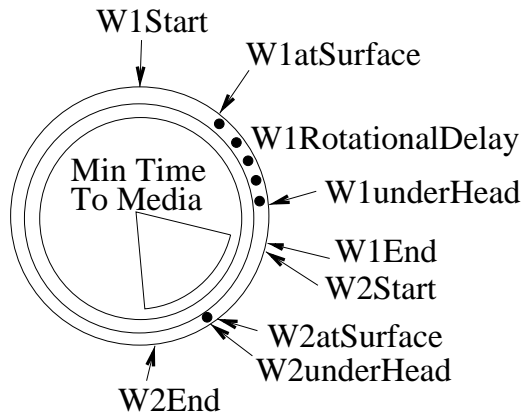 W1Start
W1atSurface
W1RotationalDelay
Min Time
To Media
W1underHead
W1End
W2Start
W2atSurface
W2underHead
W2End